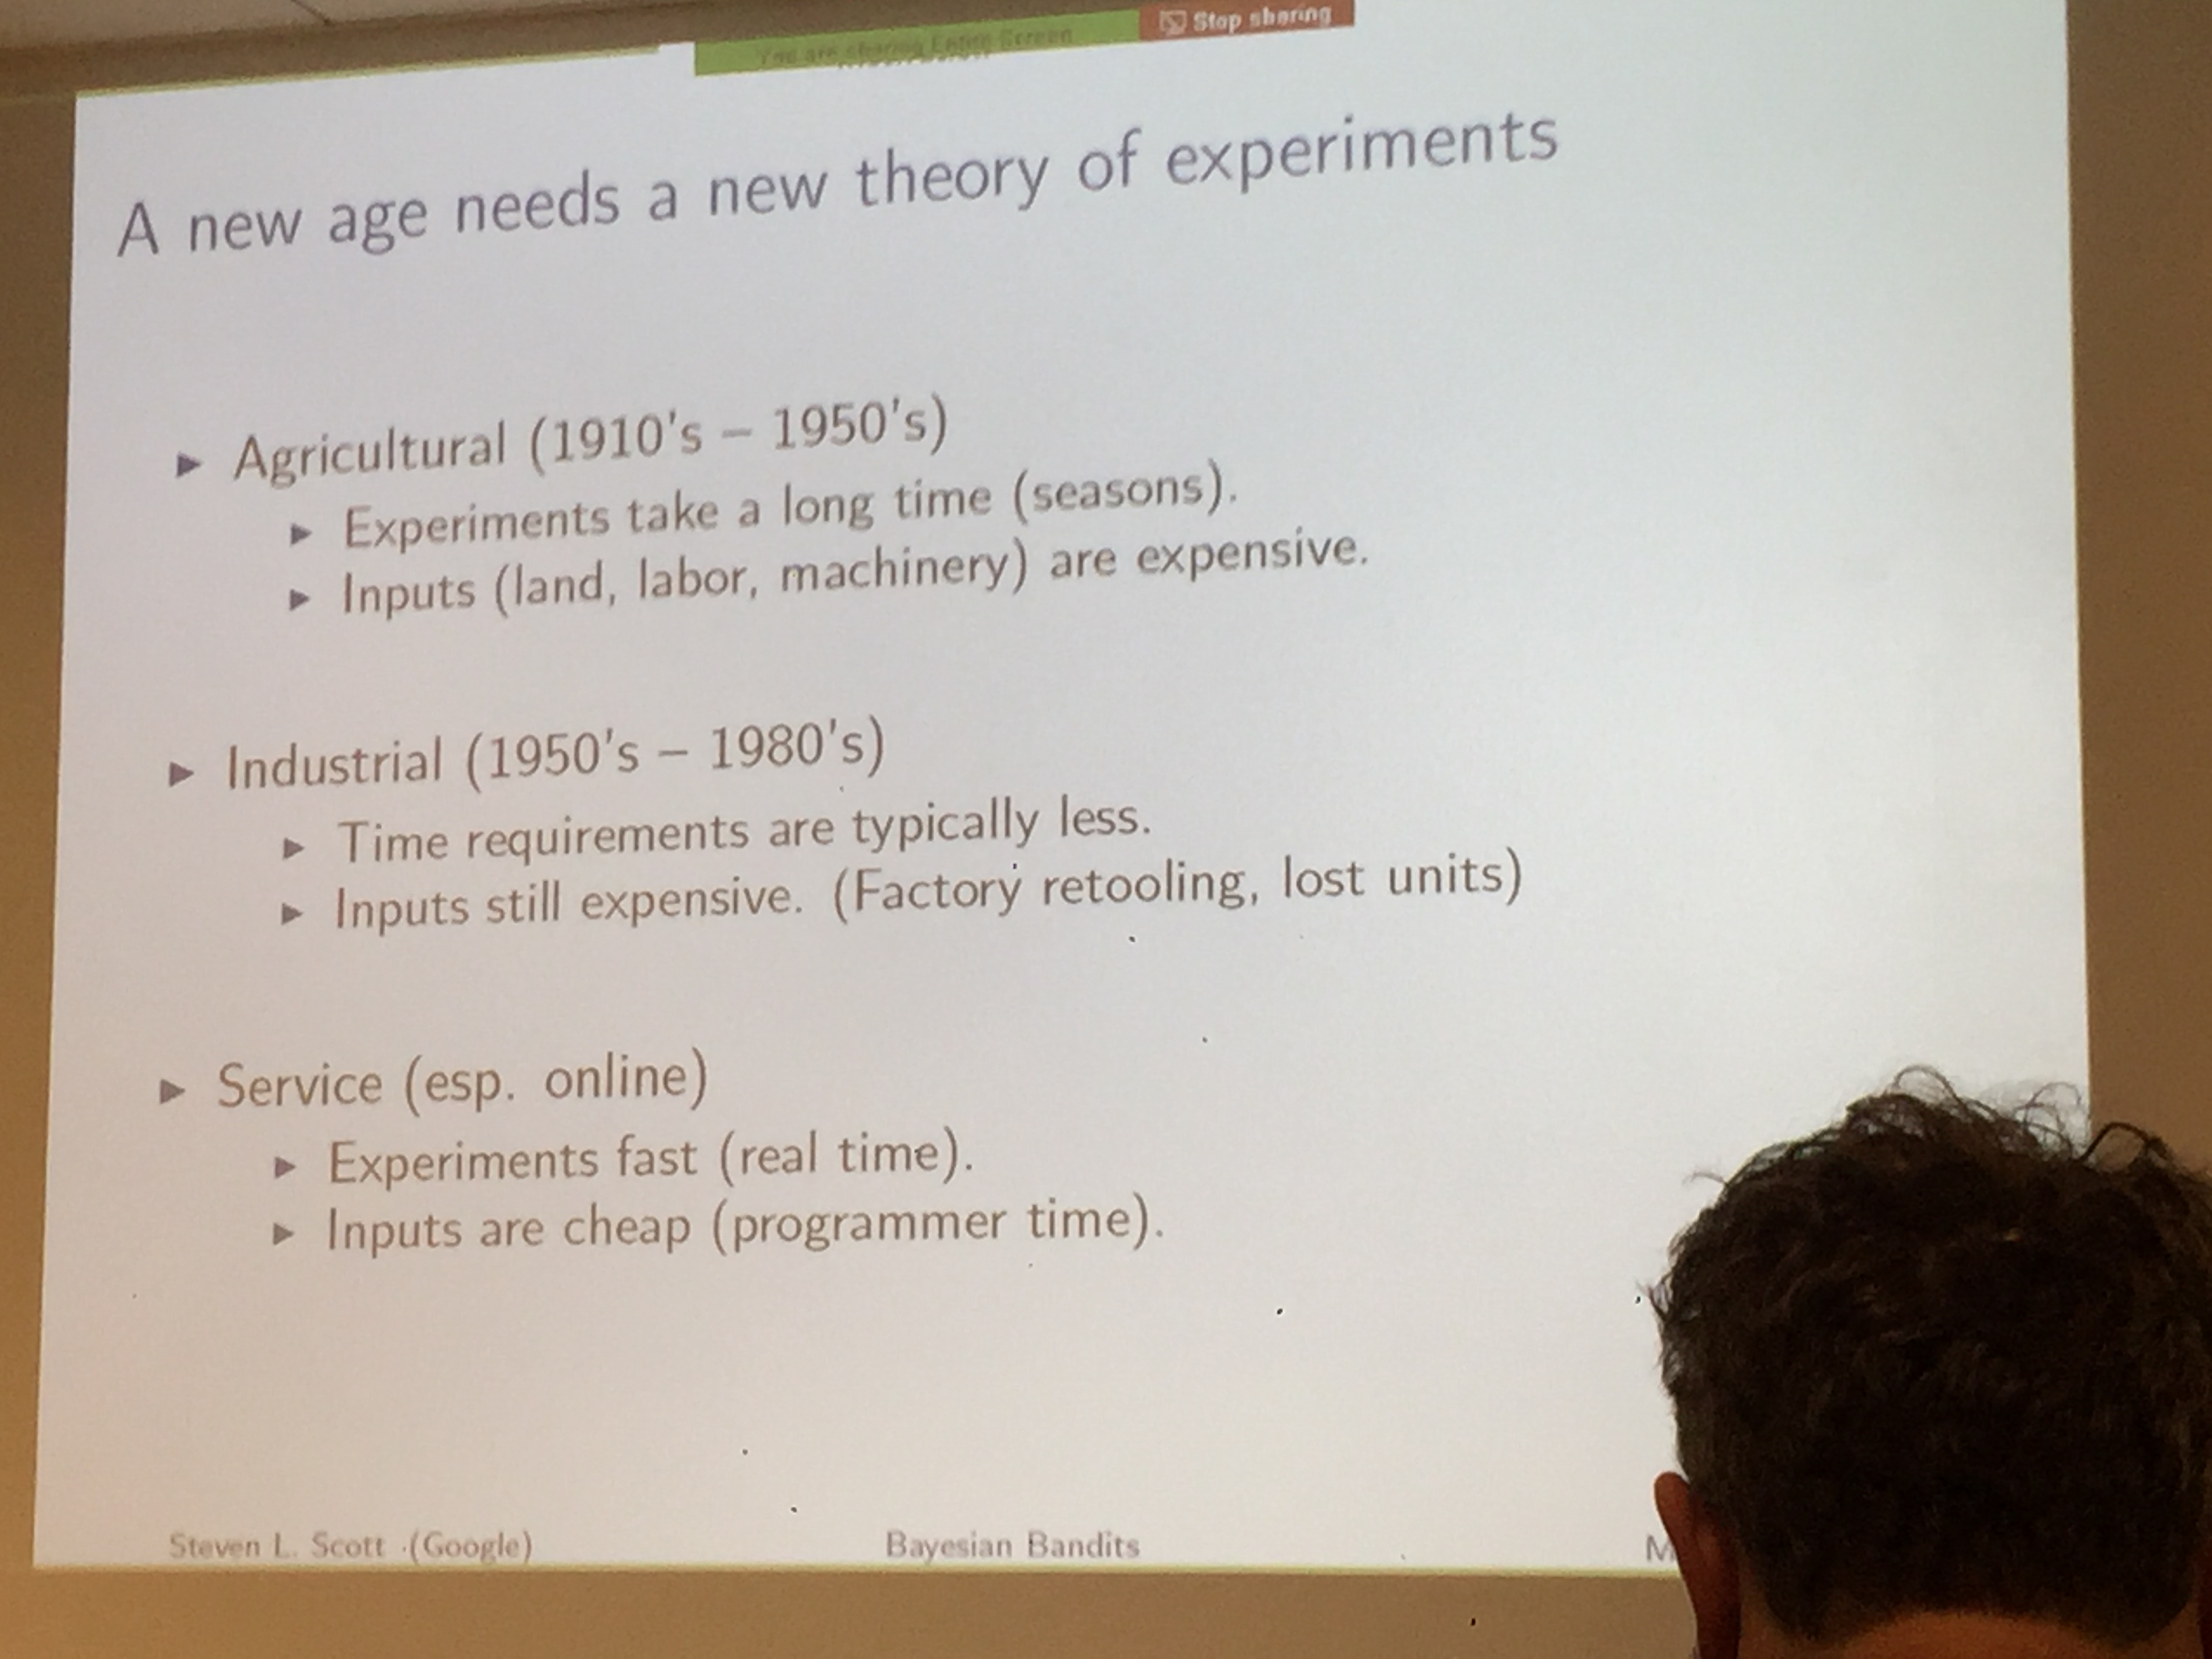 You are sharing Entire Screen
Stop sharing
A new age needs a new theory of experiments
Agricultural (1910's – 1950's)
Experiments take a long time (seasons).
Inputs (land, labor, machinery) are expensive.
Industrial (1950's – 1980's)
Time requirements are typically less.
Inputs still expensive. (Factory retooling, lost units)
Service (esp. online)
Experiments fast (real time).
Inputs are cheap (programmer time).
Steven L. Scott (Google)
Bayesian Bandits